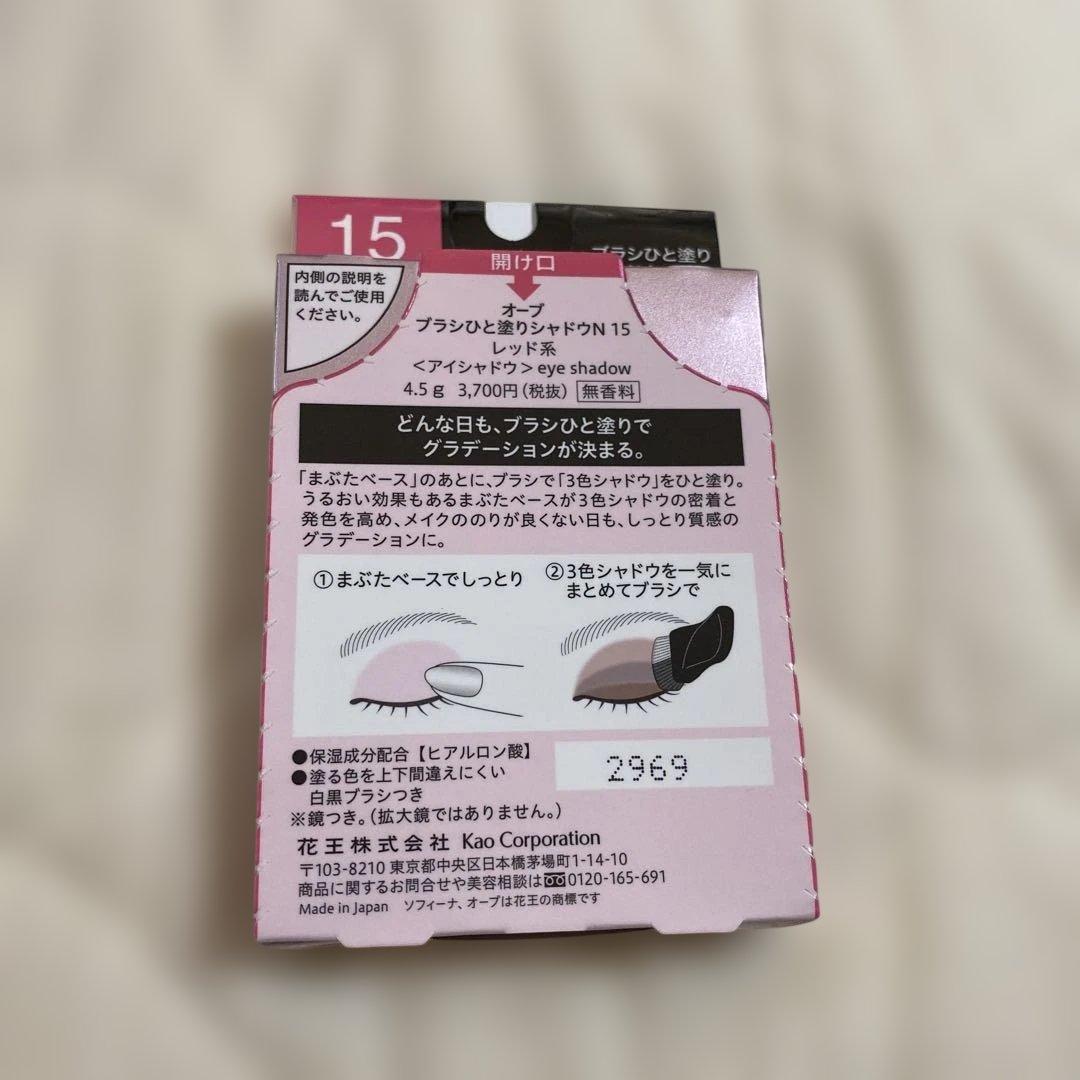 15
ブラシひと塗り
開け口
内側の説明を
読んでご使用
ください。
オーブ
ブラシひと塗りシャドウN 15
レッド系
＜アイシャドウ＞eye shadow
4.5g 3,700円(税抜) 無香料
どんな日も、ブラシひと塗りで
グラデーションが決まる。
「まぶたベース」のあとに、ブラシで「3色シャドウ」をひと塗り。
うるおい効果もあるまぶたベースが3色シャドウの密着と
発色を高め、メイクののりが良くない日も、しっとり質感の
グラデーションに。
①まぶたベースでしっとり
②3色シャドウを一気に
まとめてブラシで
●保湿成分配合【ヒアルロン酸】
●塗る色を上下間違えにくい
白黒ブラシつき
※鏡つき。(拡大鏡ではありません。)
2969
花王株式会社 Kao Corporation
〒103-8210 東京都中央区日本橋茅場町1-14-10
商品に関するお問合せや美容相談は0120-165-691
Made in Japan ソフィーナ、オーブは花王の商標です